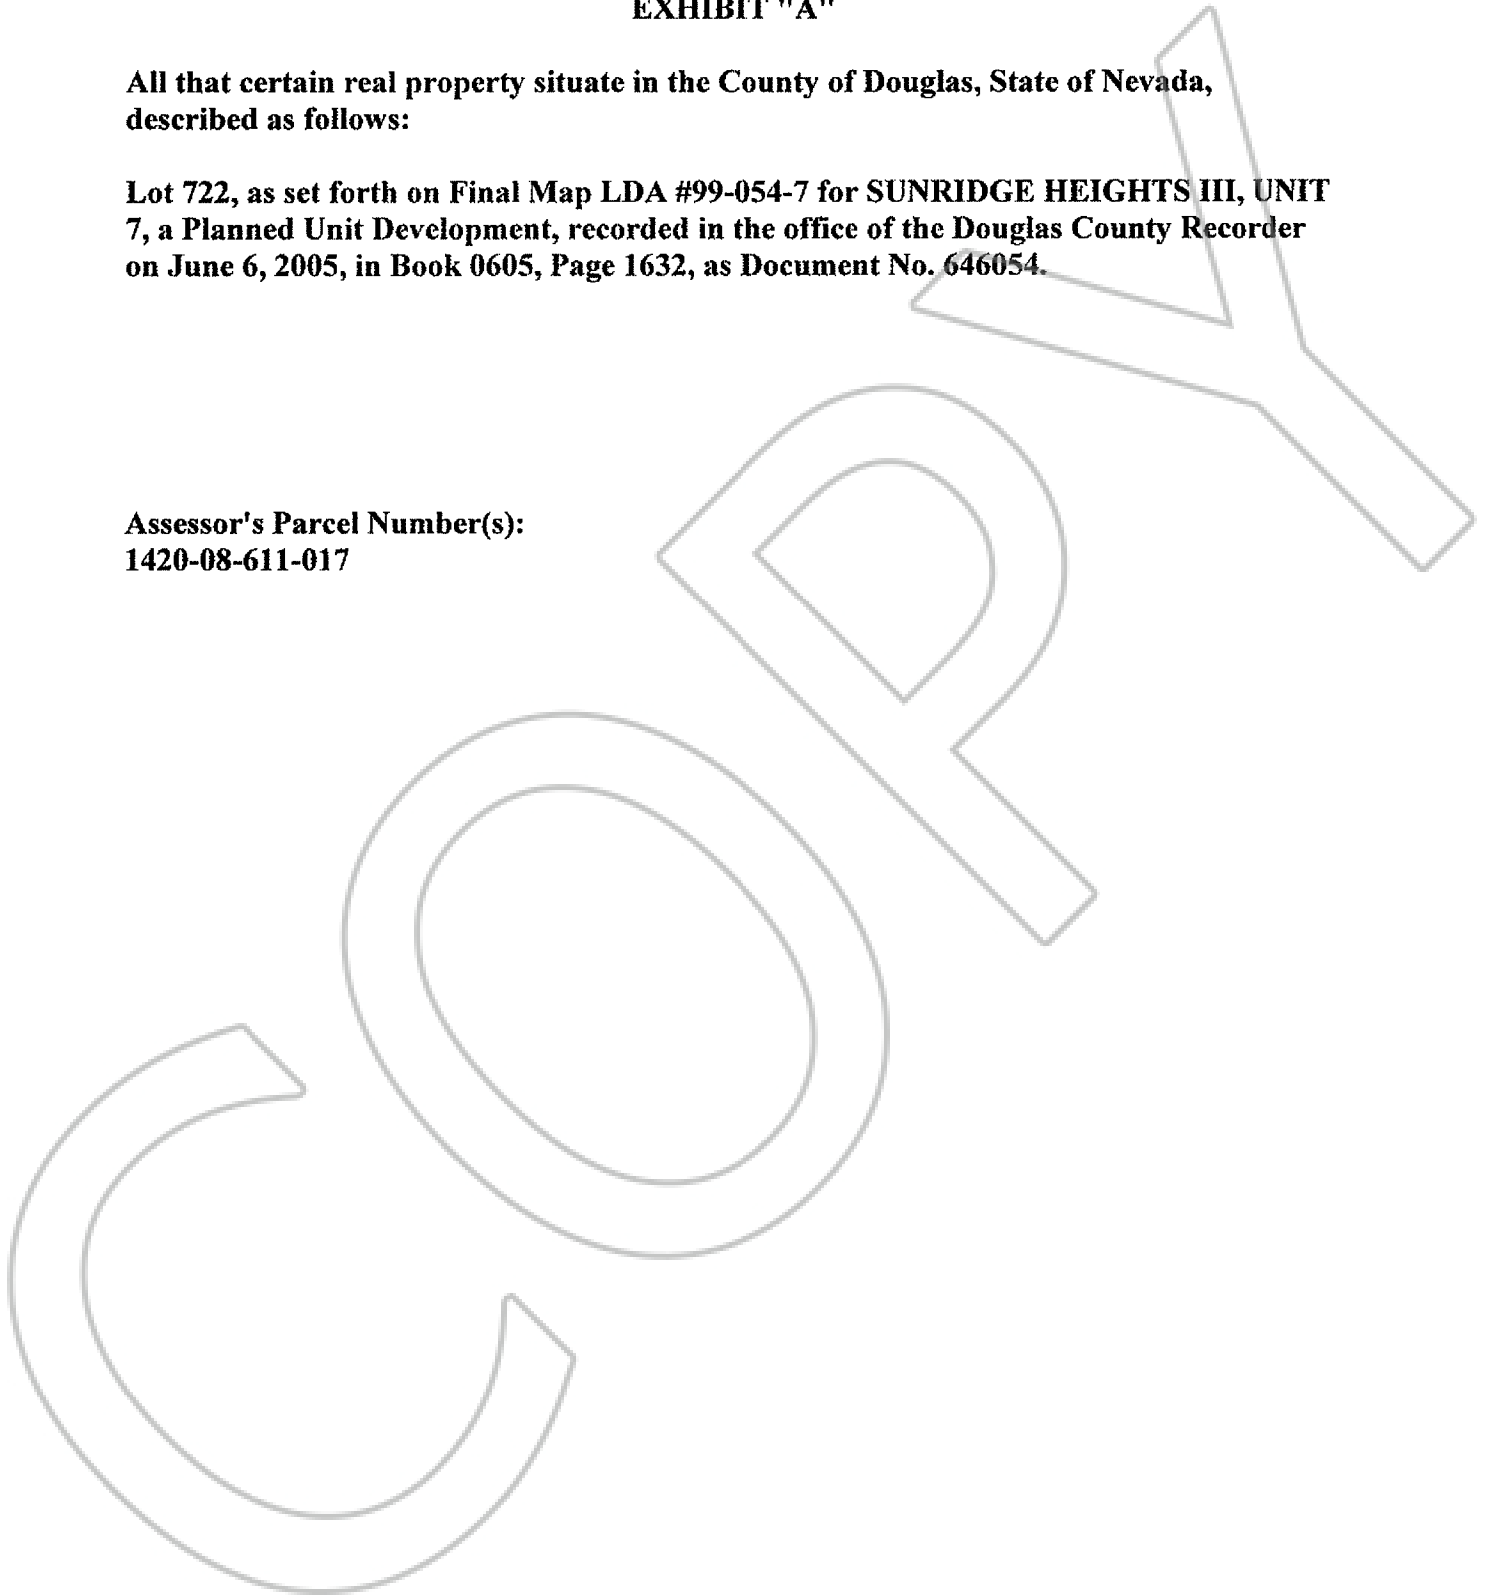 EXHIBIT "A"
All that certain real property situate in the County of Douglas, State of Nevada,
described as follows:
Lot 722, as set forth on Final Map LDA #99-054-7 for SUNRIDGE HEIGHTS III, UNIT
7, a Planned Unit Development, recorded in the office of the Douglas County Recorder
on June 6, 2005, in Book 0605, Page 1632, as Document No. 646054.
Assessor's Parcel Number(s):
1420-08-611-017
COPY